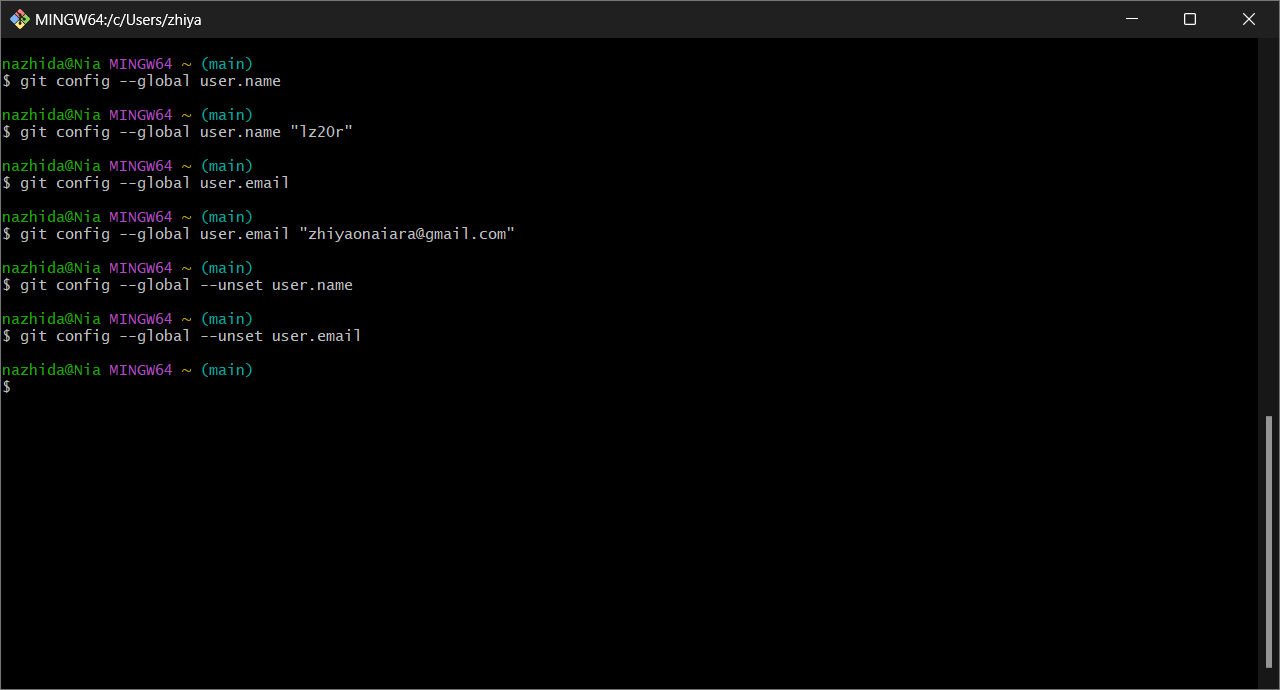 MINGW64:/c/Users/zhiya
nazhida@Nia MINGW64 ~ (main)
$ git config --global user.name
nazhida@Nia MINGW64 ~ (main)
$ git config --global user.name "lz2Or"
nazhida@Nia MINGW64 ~ (main)
$ git config --global user.email
nazhida@Nia MINGW64 ~ (main)
$ git config --global user.email "zhiyaonaiara@gmail.com"
nazhida@Nia MINGW64 ~ (main)
$ git config --global --unset user.name
nazhida@Nia MINGW64 ~ (main)
$ git config --global --unset user.email
nazhida@Nia MINGW64 ~ (main)
$